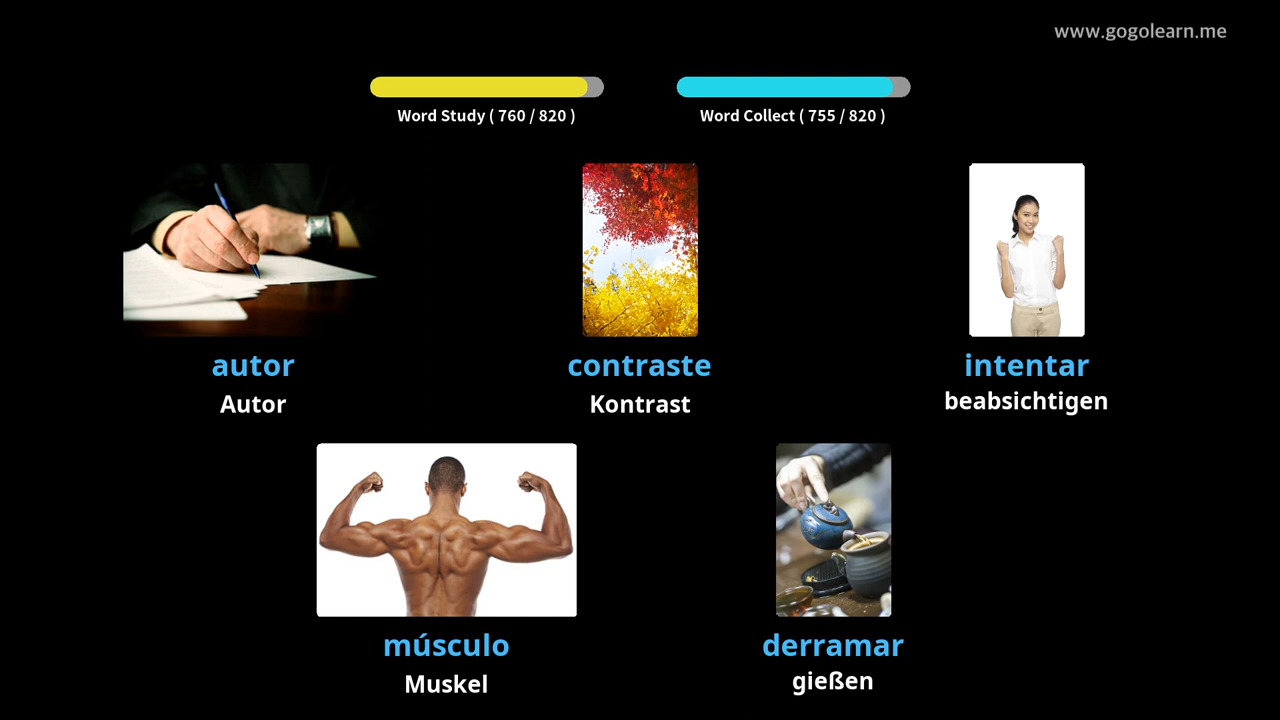 www.gogolearn.me
Word Study ( 760 / 820 )
Word Collect ( 755 / 820 )
autor
Autor
contraste
Kontrast
intentar
beabsichtigen
músculo
Muskel
derramar
gießen